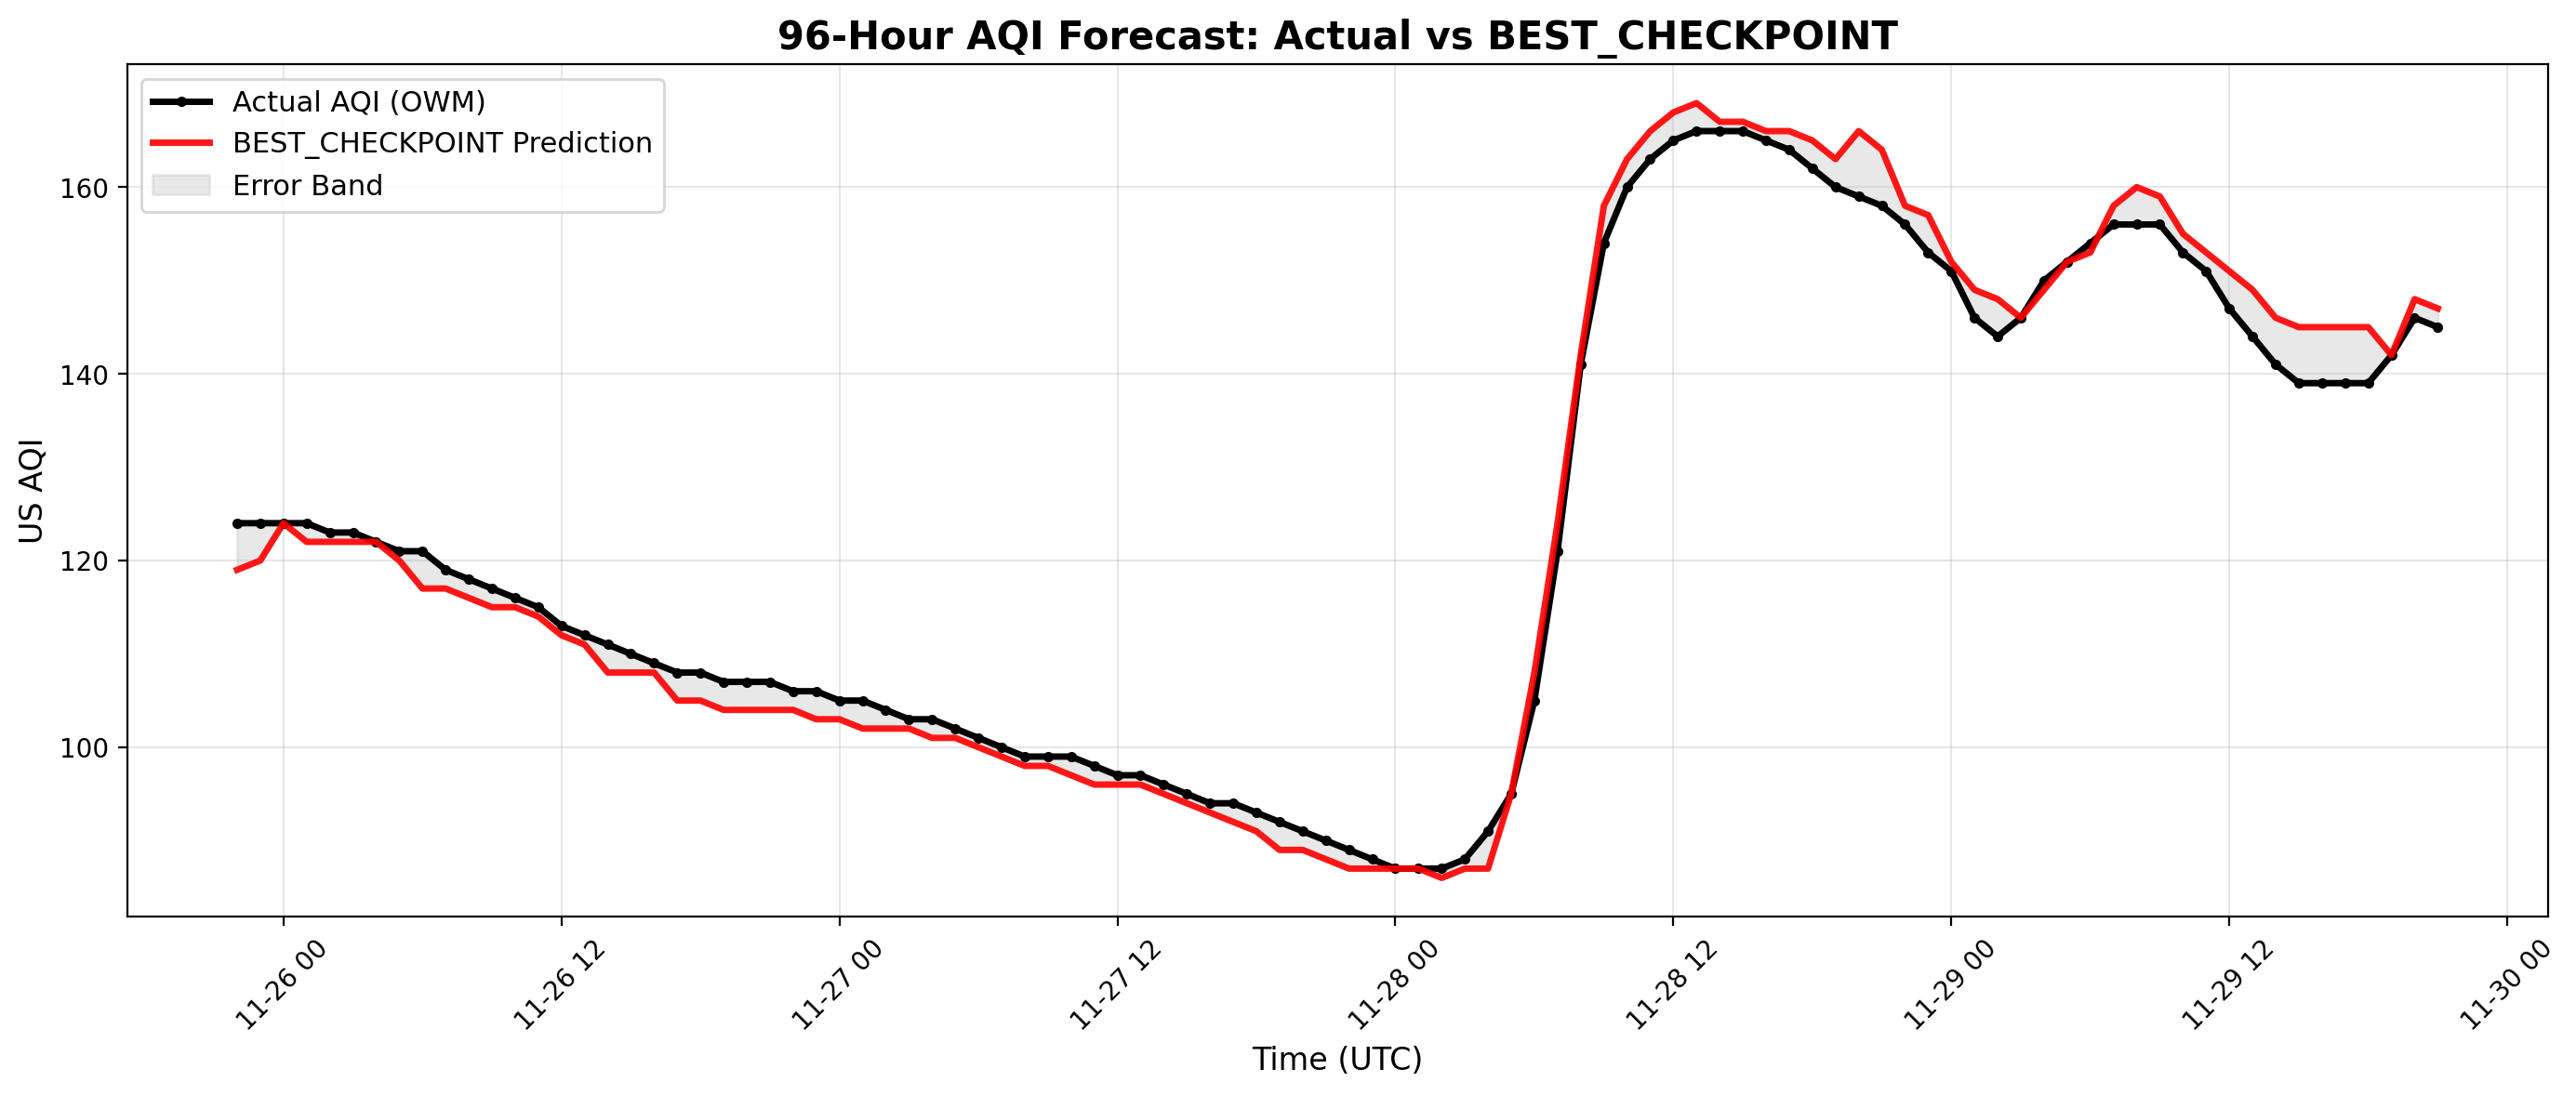 96-Hour AQI Forecast: Actual vs BEST_CHECKPOINT
Actual AQI (OWM)
BEST_CHECKPOINT Prediction
Error Band
US AQI
160
140
120
100
11-26 00
11-26 12
11-27 00
11-27 12
11-28 00
11-28 12
11-29 00
11-29 12
11-30 00
Time (UTC)